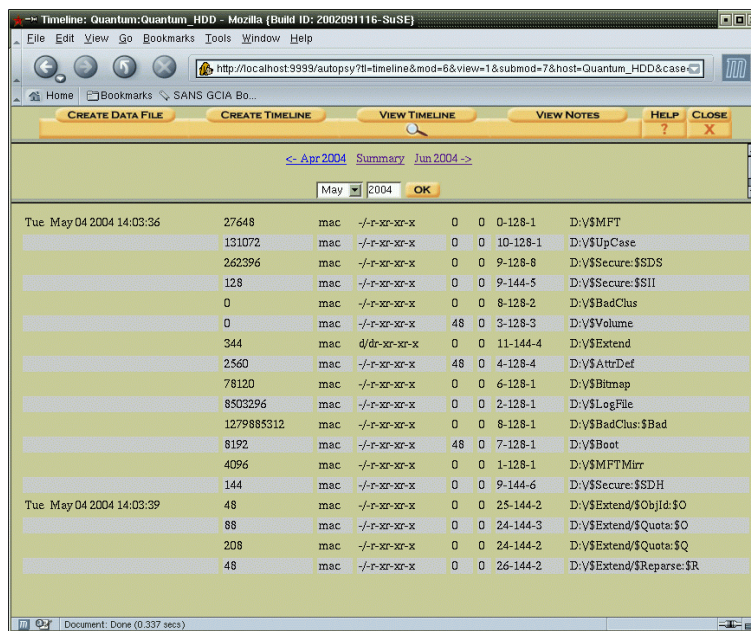 Timeline: Quantum:Quantum_HDD - Mozilla {Build ID: 2002091116-SuSE}
File Edit View Go Bookmarks Tools Window Help
http://localhost:9999/autopsy?tl=timeline&mod=6&view=1&submod=7&host=Quantum_HDD&case
Home Bookmarks SANS GCIA Bo...
CREATE DATA FILE CREATE TIMELINE VIEW TIMELINE VIEW NOTES HELP CLOSE
? X
<- Apr 2004 Summary Jun 2004 ->
May 2004 OK
Tue May 04 2004 14:03:36 27648 mac -/-r-xr-xr-x 0 0 0-128-1 D:\/$MFT
131072 mac -/-r-xr-xr-x 0 0 10-128-1 D:\/$UpCase
262396 mac -/-r-xr-xr-x 0 0 9-128-8 D:\/$Secure:$SDS
128 mac -/-r-xr-xr-x 0 0 9-144-5 D:\/$Secure:$SII
0 mac -/-r-xr-xr-x 0 0 8-128-2 D:\/$BadClus
0 mac -/-r-xr-xr-x 48 0 3-128-3 D:\/$Volume
344 mac d/dr-xr-xr-x 0 0 11-144-4 D:\/$Extend
2560 mac -/-r-xr-xr-x 48 0 4-128-4 D:\/$AttrDef
78120 mac -/-r-xr-xr-x 0 0 6-128-1 D:\/$Bitmap
8503296 mac -/-r-xr-xr-x 0 0 2-128-1 D:\/$LogFile
1279885312 mac -/-r-xr-xr-x 0 0 8-128-1 D:\/$BadClus:$Bad
8192 mac -/-r-xr-xr-x 48 0 7-128-1 D:\/$Boot
4096 mac -/-r-xr-xr-x 0 0 1-128-1 D:\/$MFTMirr
144 mac -/-r-xr-xr-x 0 0 9-144-6 D:\/$Secure:$SDH
Tue May 04 2004 14:03:39 48 mac -/-r-xr-xr-x 0 0 25-144-2 D:\/$Extend/$ObjId:$O
88 mac -/-r-xr-xr-x 0 0 24-144-3 D:\/$Extend/$Quota:$O
208 mac -/-r-xr-xr-x 0 0 24-144-2 D:\/$Extend/$Quota:$Q
48 mac -/-r-xr-xr-x 0 0 26-144-2 D:\/$Extend/$Reparse:$R
Document: Done (0.337 secs)